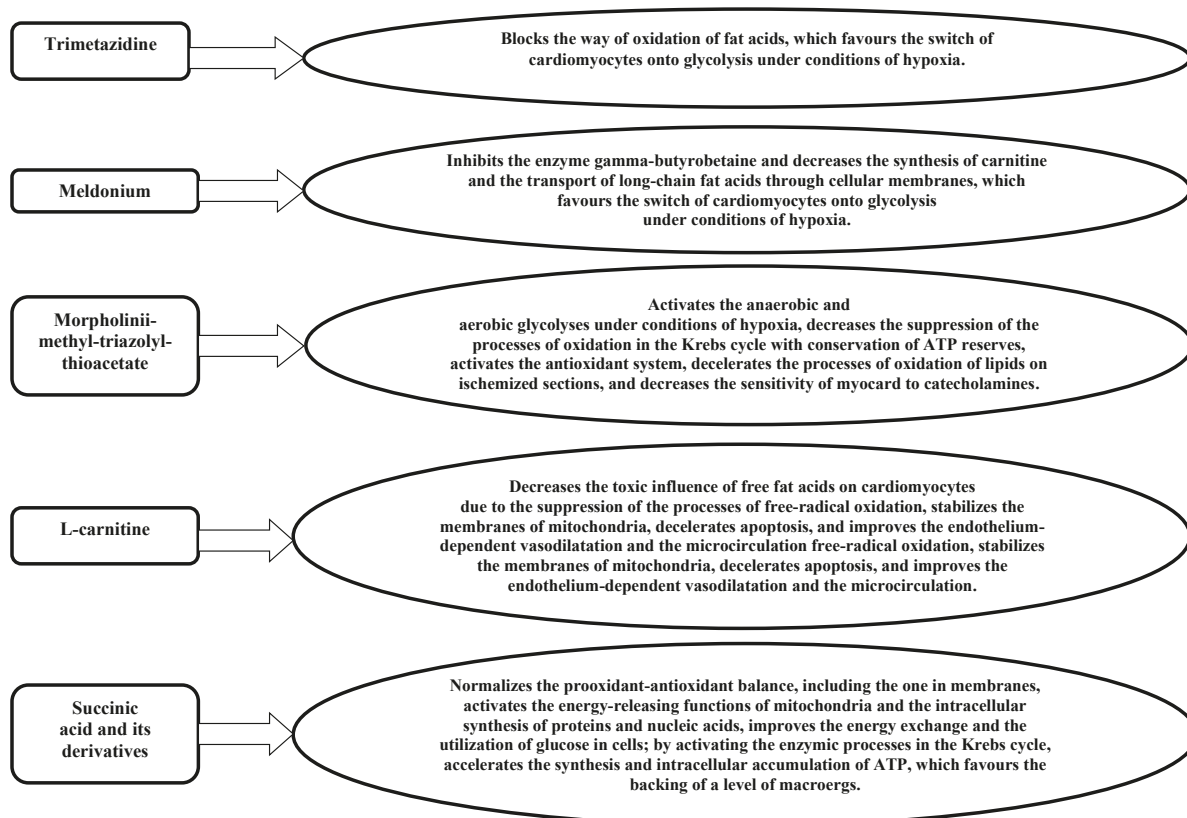 Trimetazidine
Blocks the way of oxidation of fat acids, which favours the switch of
cardiomyocytes onto glycolysis under conditions of hypoxia.
Meldonium
Inhibits the enzyme gamma-butyrobetaine and decreases the synthesis of carnitine
and the transport of long-chain fat acids through cellular membranes, which
favours the switch of cardiomyocytes onto glycolysis
under conditions of hypoxia.
Morpholinii-
methyl-triazolyl-
thioacetate
Activates the anaerobic and
aerobic glycolyses under conditions of hypoxia, decreases the suppression of the
processes of oxidation in the Krebs cycle with conservation of ATP reserves,
activates the antioxidant system, decelerates the processes of oxidation of lipids on
ischemized sections, and decreases the sensitivity of myocard to catecholamines.
L-carnitine
Decreases the toxic influence of free fat acids on cardiomyocytes
due to the suppression of the processes of free-radical oxidation, stabilizes the
membranes of mitochondria, decelerates apoptosis, and improves the endothelium-
dependent vasodilatation and the microcirculation free-radical oxidation, stabilizes
the membranes of mitochondria, decelerates apoptosis, and improves the
endothelium-dependent vasodilatation and the microcirculation.
Succinic
acid and its
derivatives
Normalizes the prooxidant-antioxidant balance, including the one in membranes,
activates the energy-releasing functions of mitochondria and the intracellular
synthesis of proteins and nucleic acids, improves the energy exchange and the
utilization of glucose in cells; by activating the enzymic processes in the Krebs cycle,
accelerates the synthesis and intracellular accumulation of ATP, which favours the
backing of a level of macroergs.